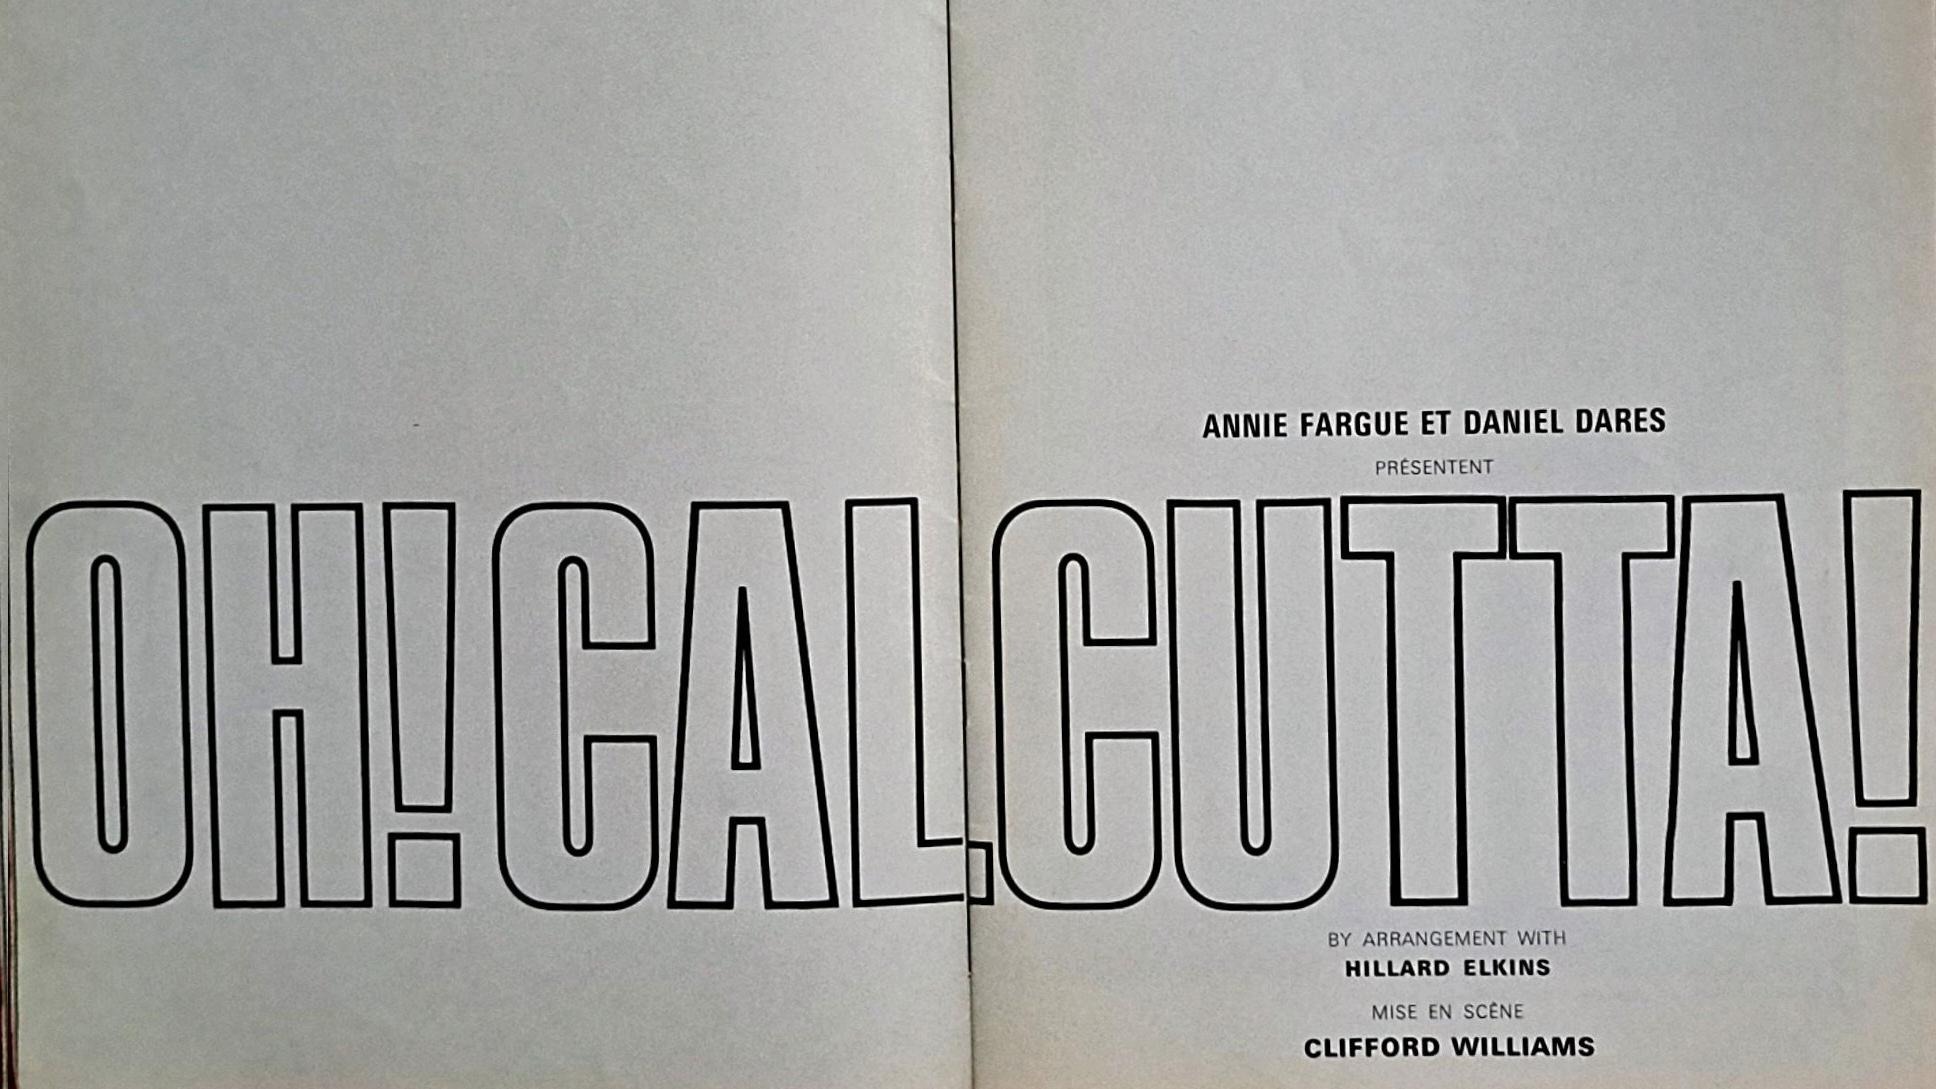 ANNIE FARGUE ET DANIEL DARES
PRÉSENTENT
OH! CALCUTTA!
BY ARRANGEMENT WITH
HILLARD ELKINS
MISE EN SCÈNE
CLIFFORD WILLIAMS